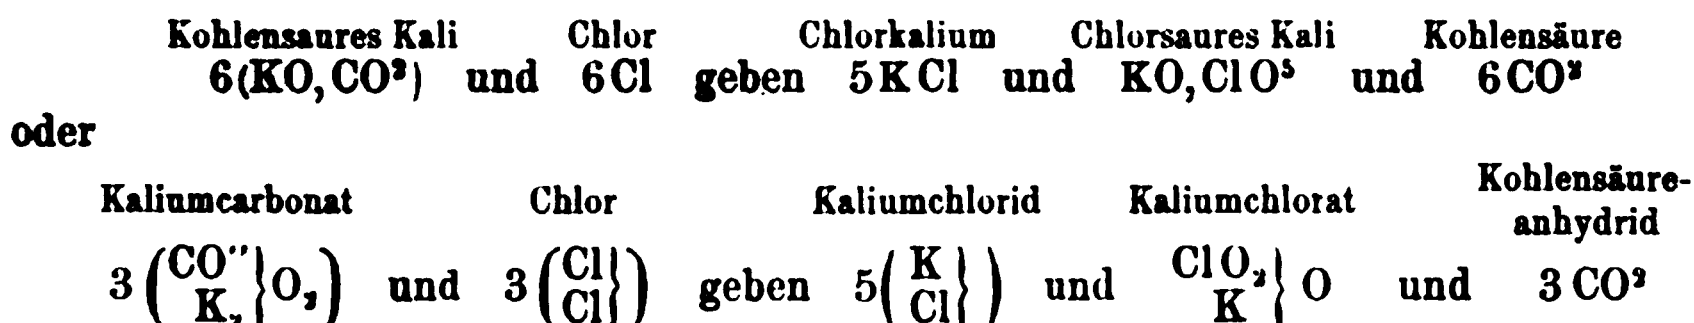 Kohlensaures Kali Chlor Chlorkalium Chlorsaures Kali Kohlensäure
6(KO,CO²) und 6Cl geben 5KCl und KO,ClO⁵ und 6CO²
oder
Kohlensäure-
Kaliumcarbonat Chlor Kaliumchlorid Kaliumchlorat
anhydrid
CO″ Cl K ClO₂
3( }O₂) und 3( }) geben 5( }) und } O und 3 CO²
K₂ Cl Cl K